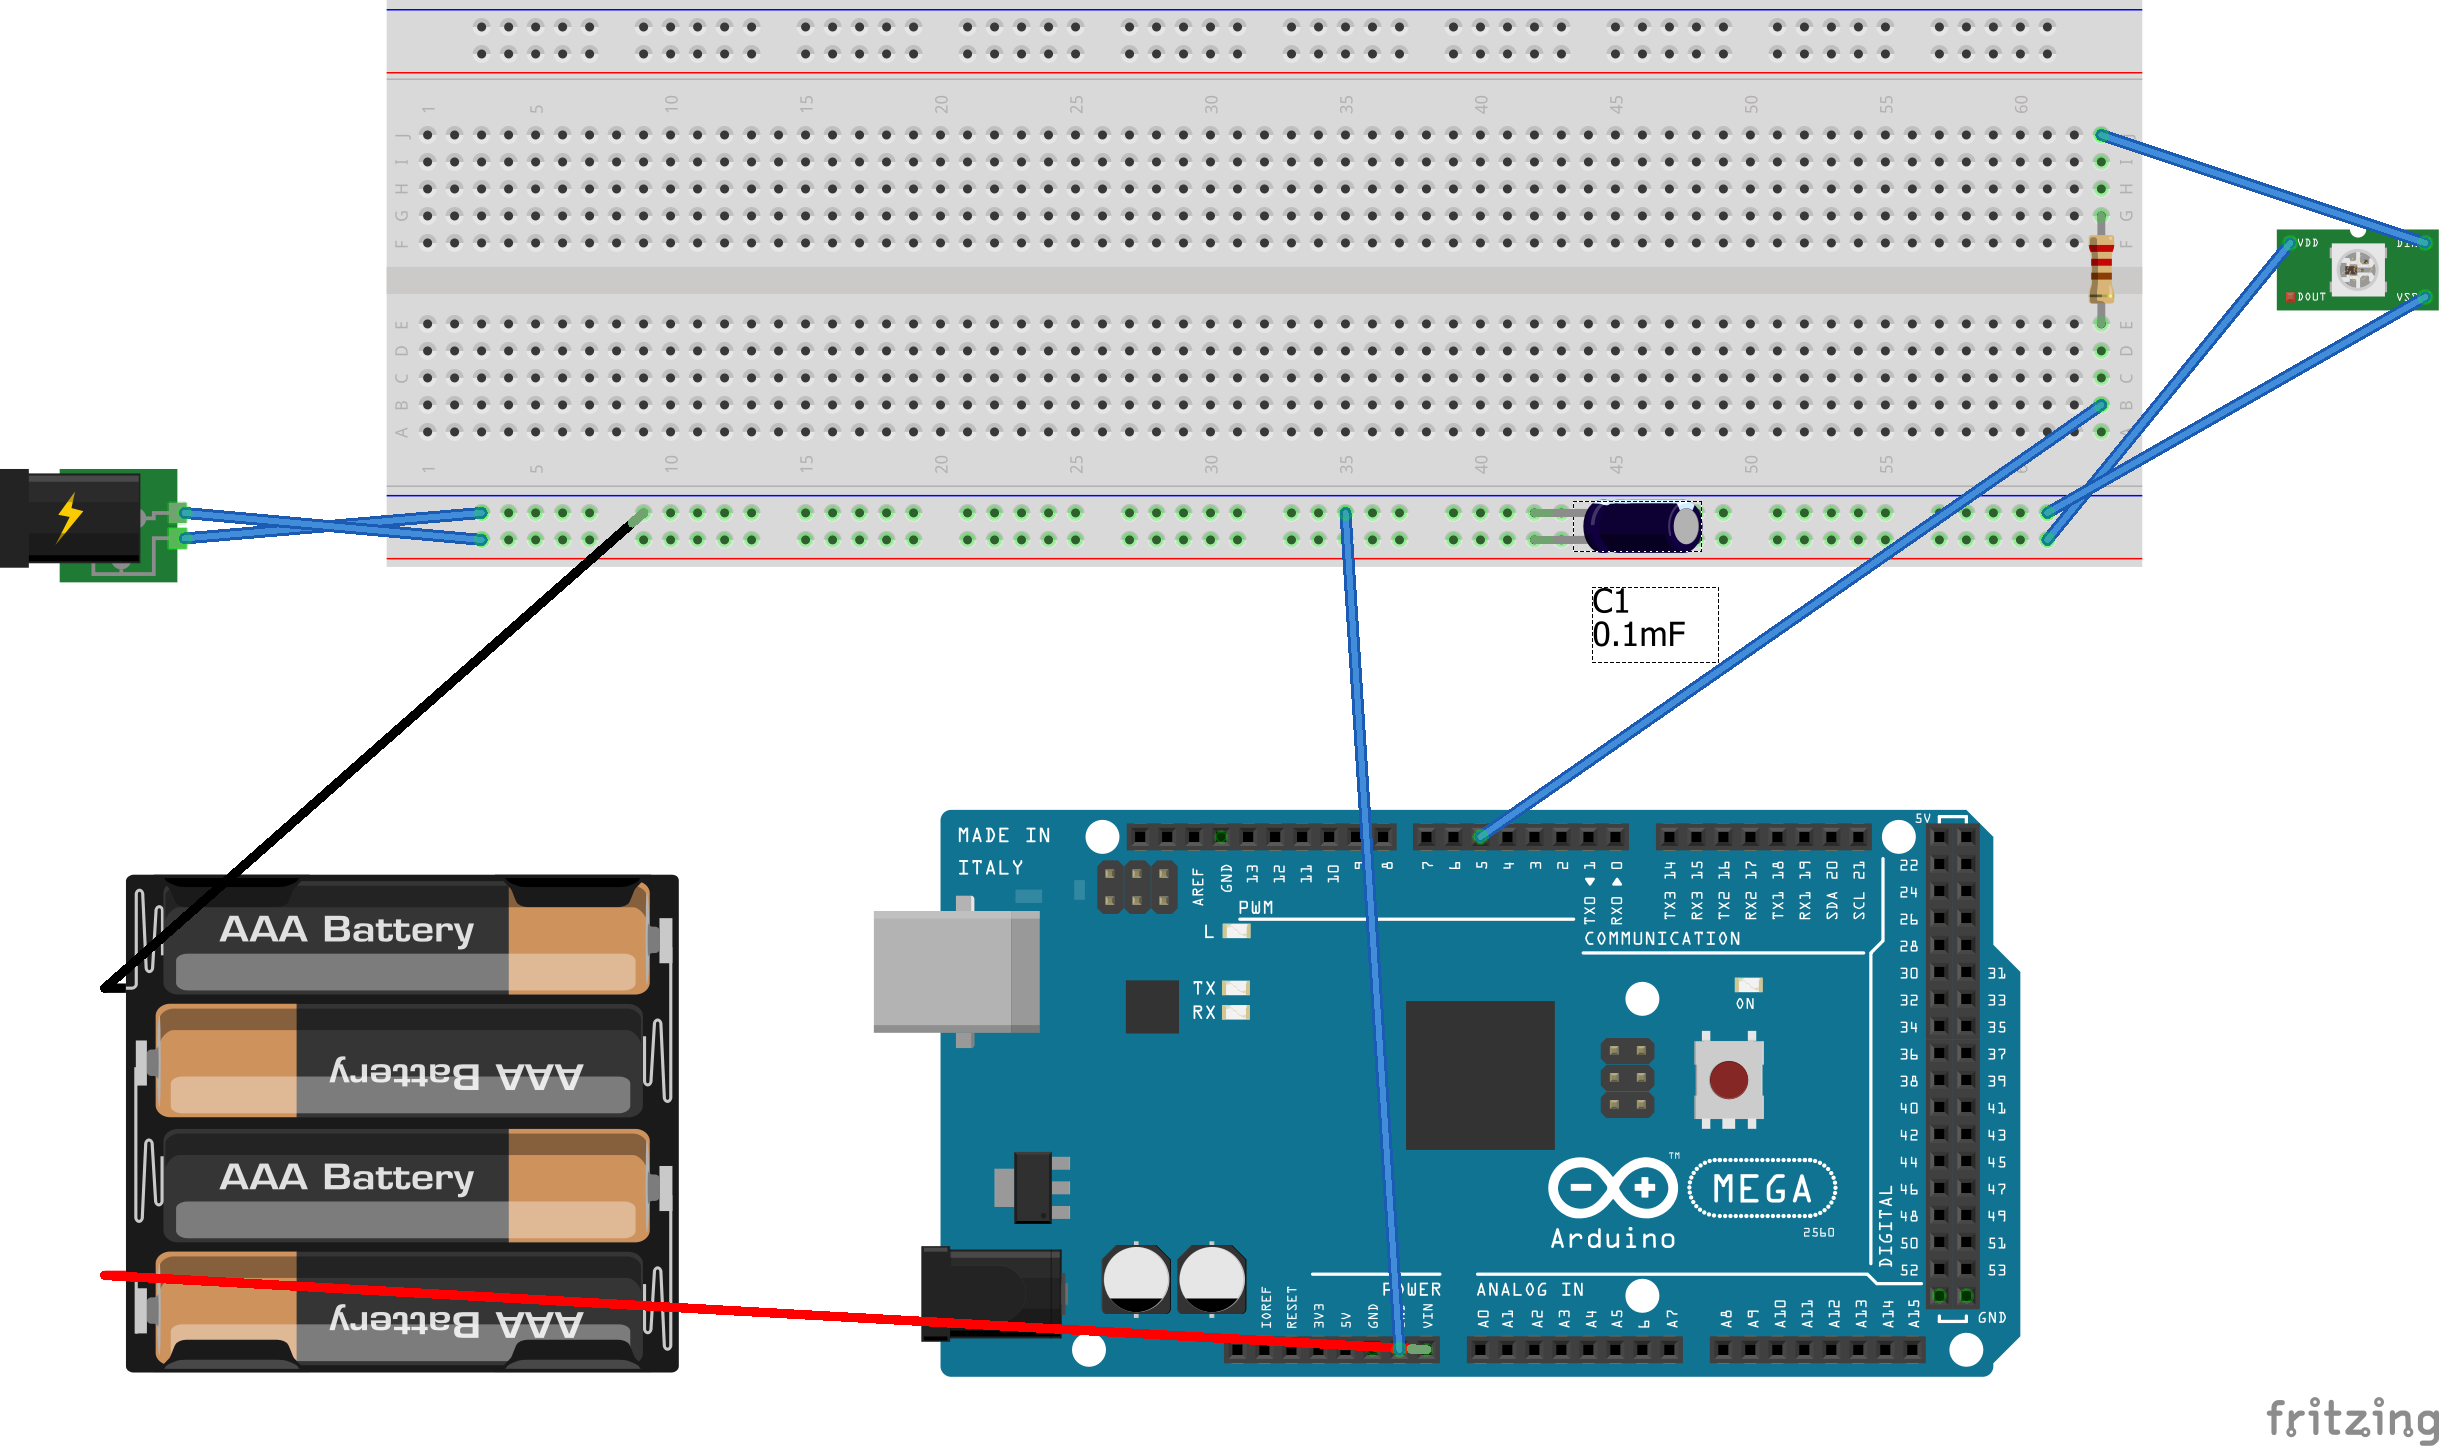 1 5 10 15 20 25 30 35 40 45 50 55 60
J
I
H
G
F
E
D
C
B
A
J
I
H
G
F
E
D
C
B
1 5 10 15 20 25 30 35 40 45 50 55
VDD
DOUT
C1
0.1mF
AAA Battery
AAA Battery
AAA Battery
AAA Battery
MADE IN
ITALY
AREF
GND
13
12
11
10
9
8
7
6
5
4
3
2
TX0 1
RX0 0
TX3 14
RX3 15
TX2 16
RX2 17
TX1 18
RX1 19
SDA 20
SCL 21
PWM
COMMUNICATION
L
TX
RX
ON
5V
22
24
26
28
30 31
32 33
34 35
36 37
38 39
40 41
42 43
44 45
46 47
48 49
50 51
52 53
GND
DIGITAL
Arduino
TM
MEGA
2560
POWER
ANALOG IN
IOREF
RESET
3V3
5V
GND
VIN
A0
A1
A2
A3
A4
A5
6
A7
A8
A9
A10
A11
A12
A13
A14
A15
fritzing